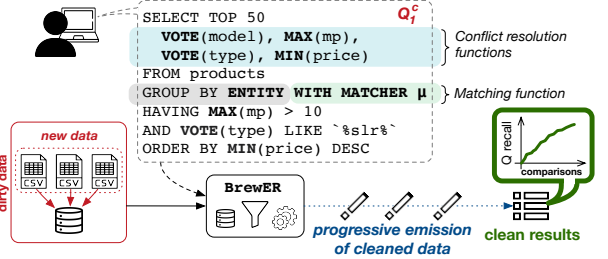 SELECT TOP 50
Q₁ᶜ
VOTE(model), MAX(mp),
VOTE(type), MIN(price)
Conflict resolution
functions
FROM products
GROUP BY ENTITY WITH MATCHER μ
Matching function
HAVING MAX(mp) > 10
AND VOTE(type) LIKE `%slr%`
ORDER BY MIN(price) DESC
dirty data
new data
CSV CSV CSV
BrewER
progressive emission
of cleaned data
Q recall
comparisons
clean results